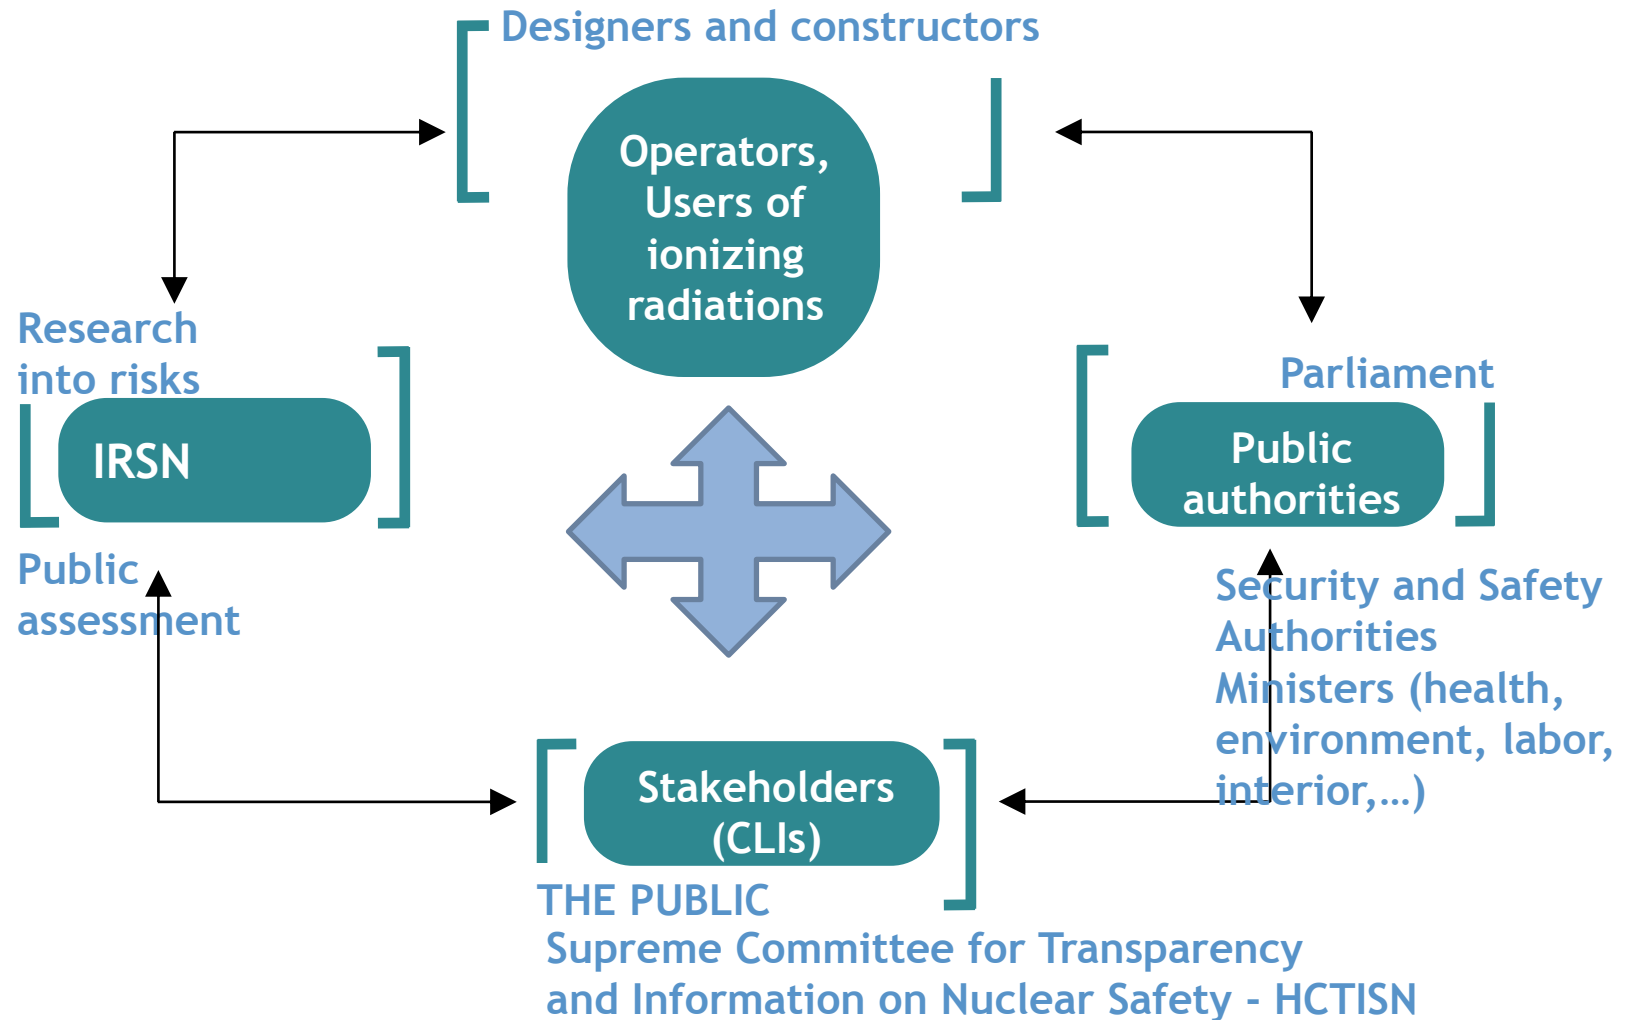 Designers and constructors
Operators,
Users of
ionizing
radiations
Research
into risks
IRSN
Public
assessment
Parliament
Public
authorities
Security and Safety
Authorities
Ministers (health,
environment, labor,
interior,…)
Stakeholders
(CLIs)
THE PUBLIC
Supreme Committee for Transparency
and Information on Nuclear Safety - HCTISN